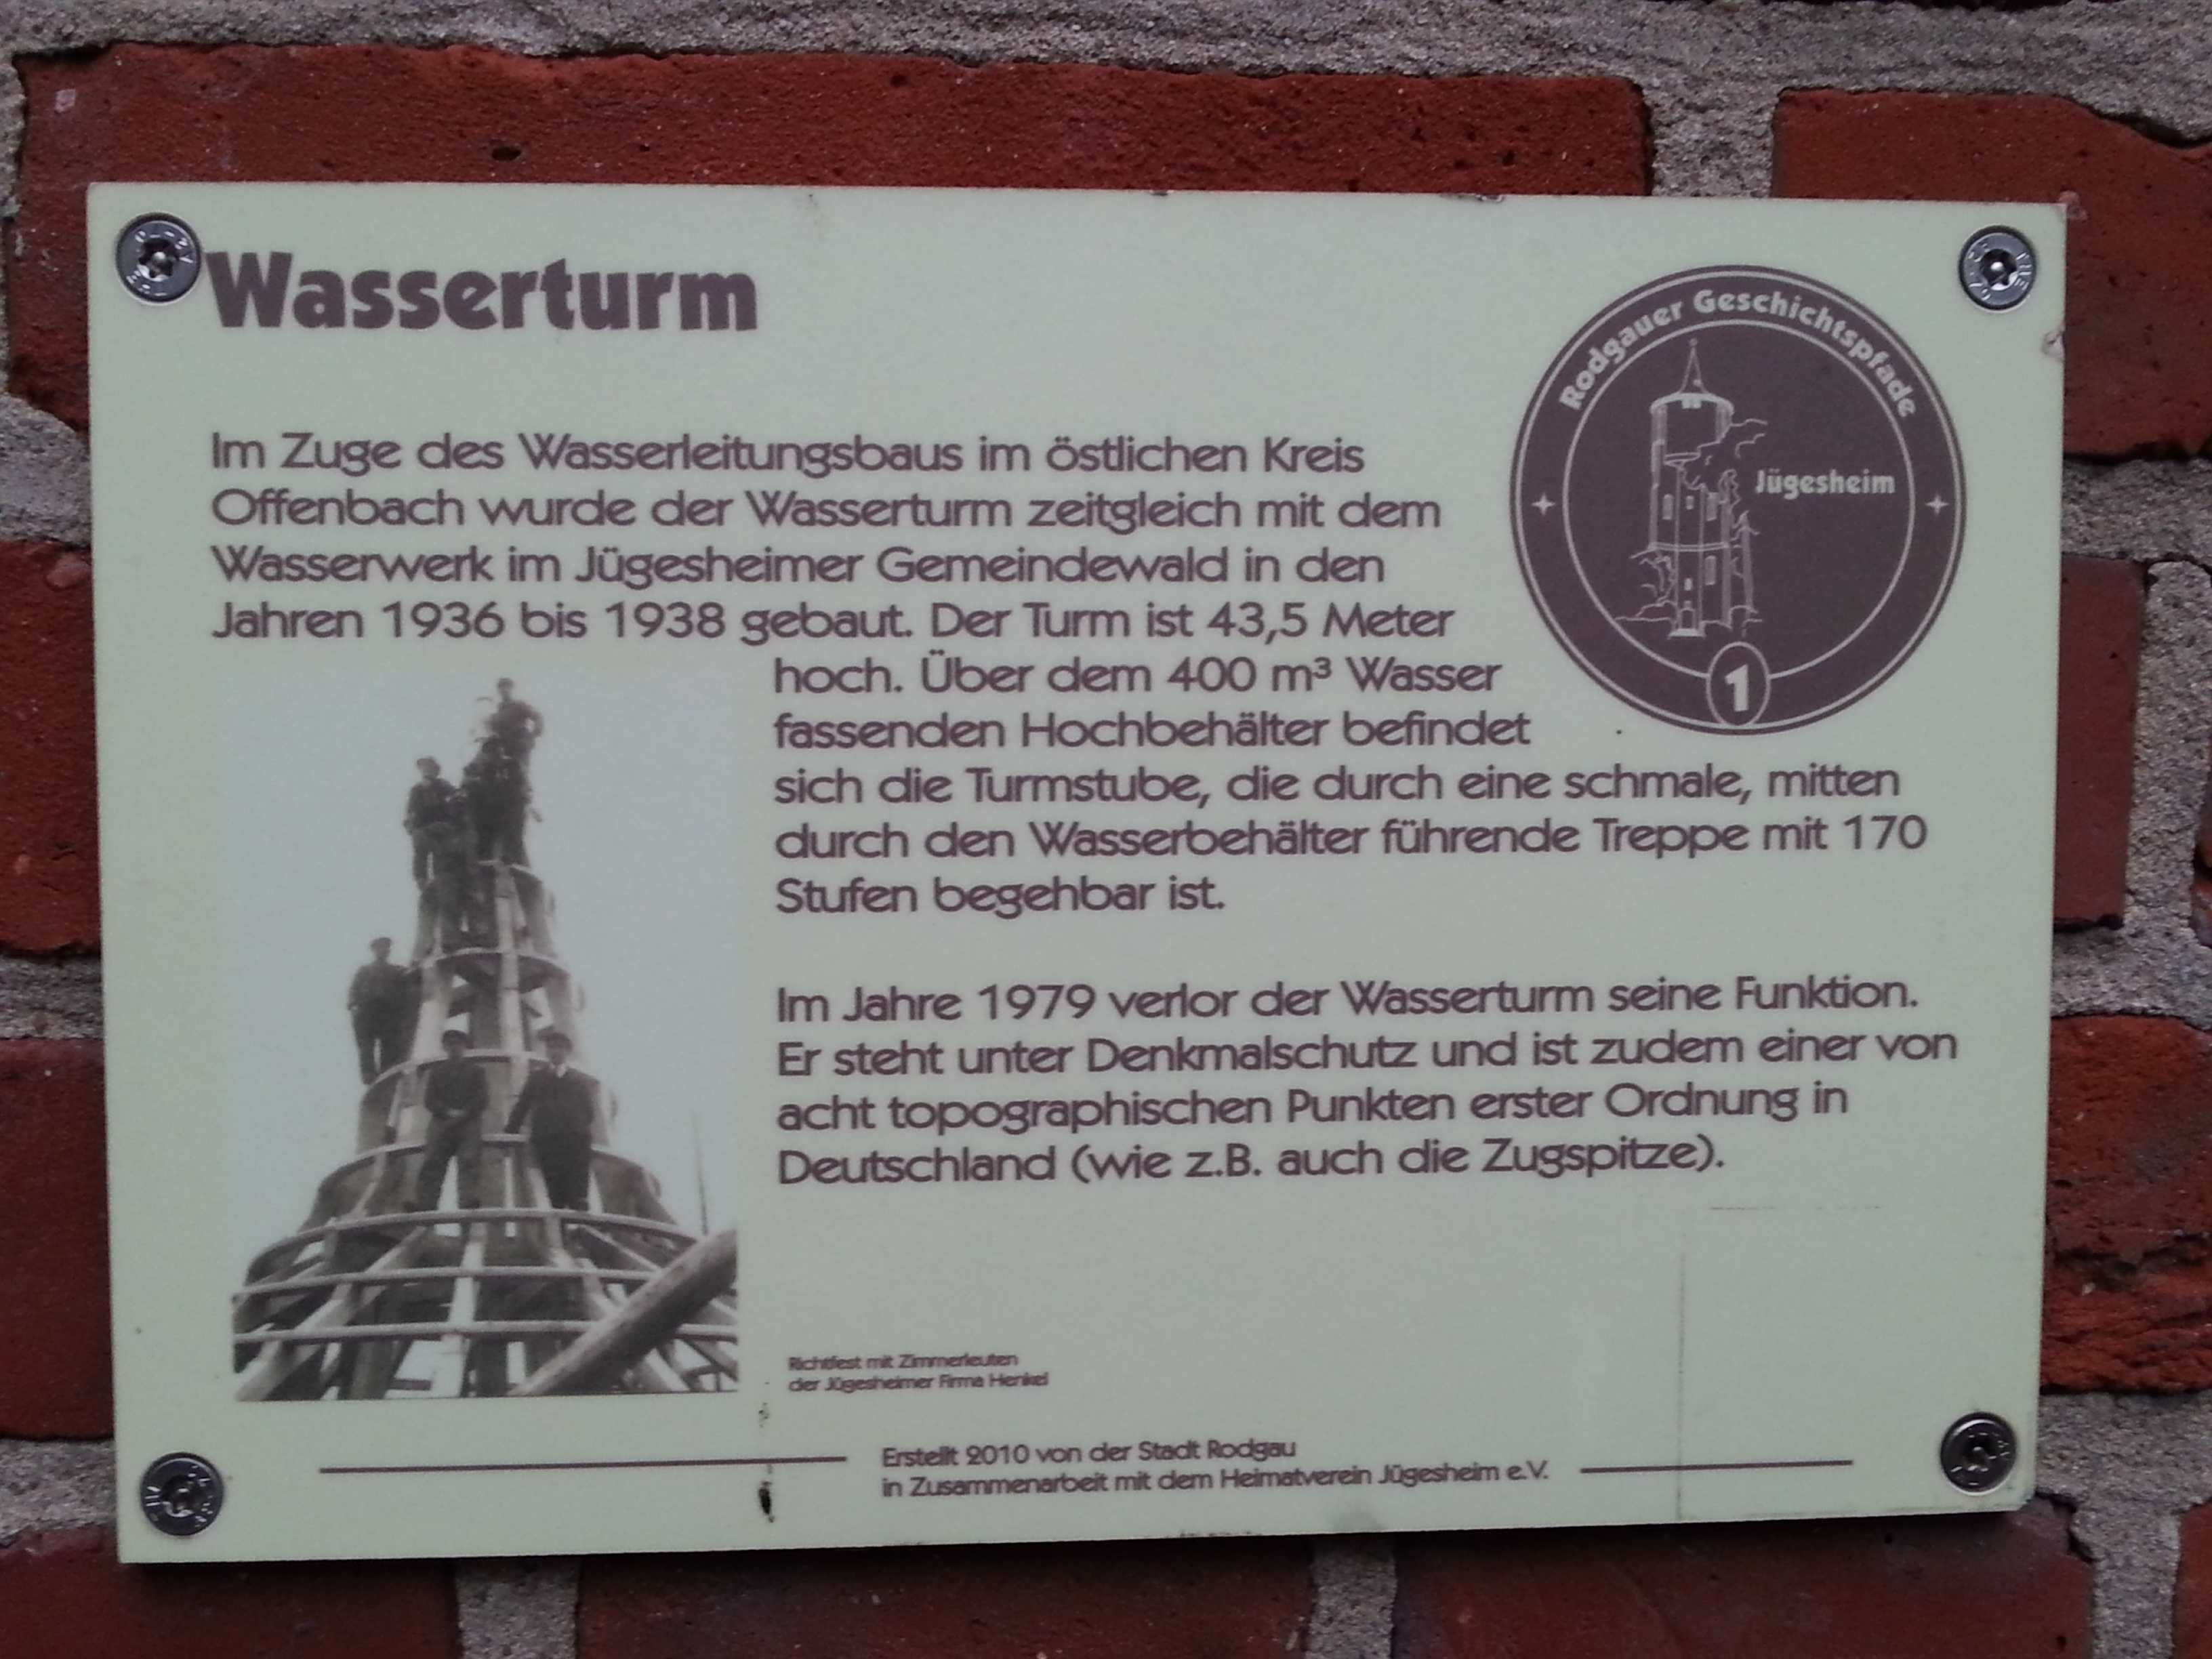 Wasserturm
Rodgauer Geschichtspfade
Jügesheim
1
Im Zuge des Wasserleitungsbaus im östlichen Kreis
Offenbach wurde der Wasserturm zeitgleich mit dem
Wasserwerk im Jügesheimer Gemeindewald in den
Jahren 1936 bis 1938 gebaut. Der Turm ist 43,5 Meter
hoch. Über dem 400 m³ Wasser
fassenden Hochbehälter befindet
sich die Turmstube, die durch eine schmale, mitten
durch den Wasserbehälter führende Treppe mit 170
Stufen begehbar ist.
Im Jahre 1979 verlor der Wasserturm seine Funktion.
Er steht unter Denkmalschutz und ist zudem einer von
acht topographischen Punkten erster Ordnung in
Deutschland (wie z.B. auch die Zugspitze).
Richtfest mit Zimmerleuten
der Jügesheimer Firma Henkel
Erstellt 2010 von der Stadt Rodgau
in Zusammenarbeit mit dem Heimatverein Jügesheim e.V.